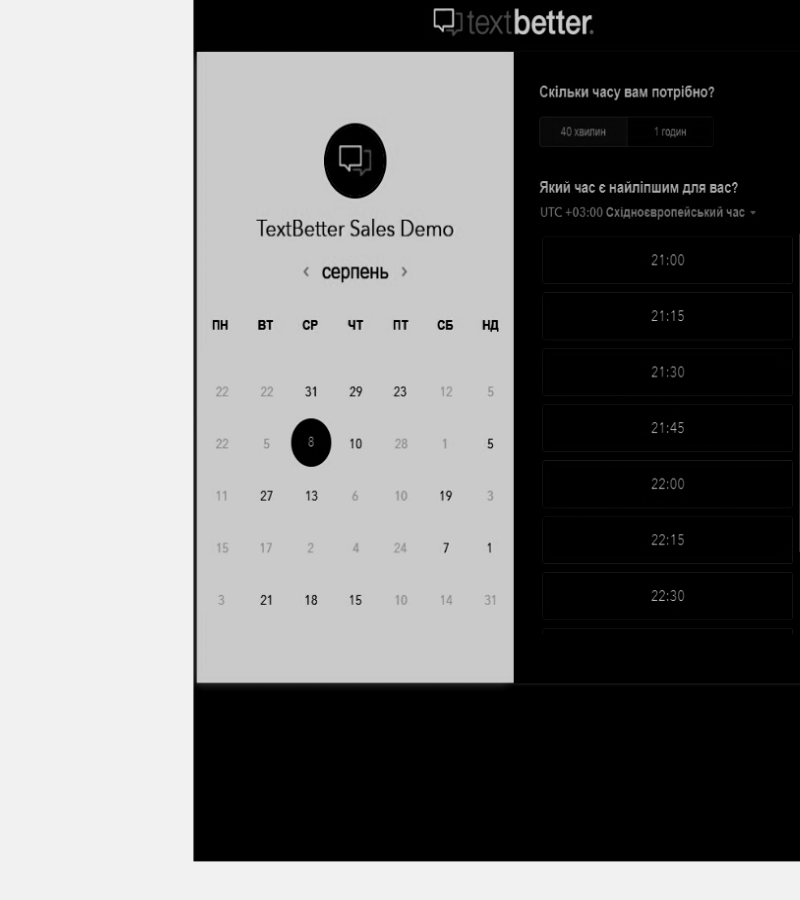 textbetter.
TextBetter Sales Demo
‹ серпень ›
ПН ВТ СР ЧТ ПТ СБ НД
22 22 31 29 23 12 5
22 5 8 10 28 1 5
11 27 13 6 10 19 3
15 17 2 4 24 7 1
3 21 18 15 10 14 31
Скільки часу вам потрібно?
40 хвилин 1 годин
Який час є найліпшим для вас?
UTC +03:00 Східноєвропейський час
21:00
21:15
21:30
21:45
22:00
22:15
22:30